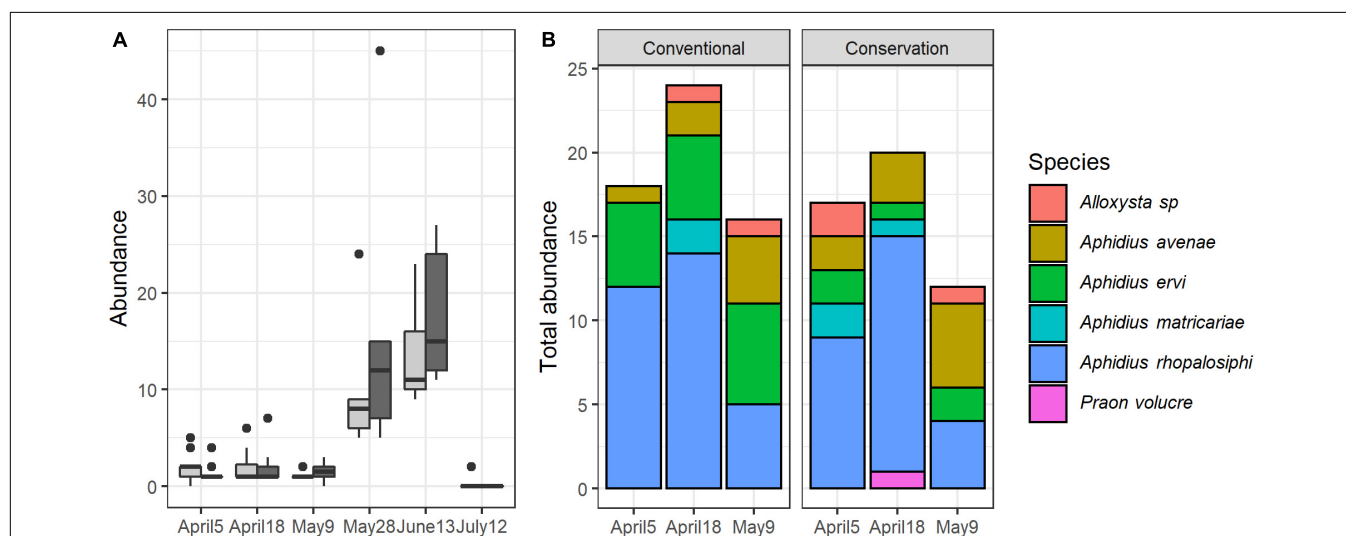 A
Abundance
40
30
20
10
0
April5 April18 May9 May28 June13 July12
B
Conventional
Conservation
Total abundance
25
20
15
10
5
0
April5 April18 May9
April5 April18 May9
Species
Alloxysta sp
Aphidius avenae
Aphidius ervi
Aphidius matricariae
Aphidius rhopalosiphi
Praon volucre